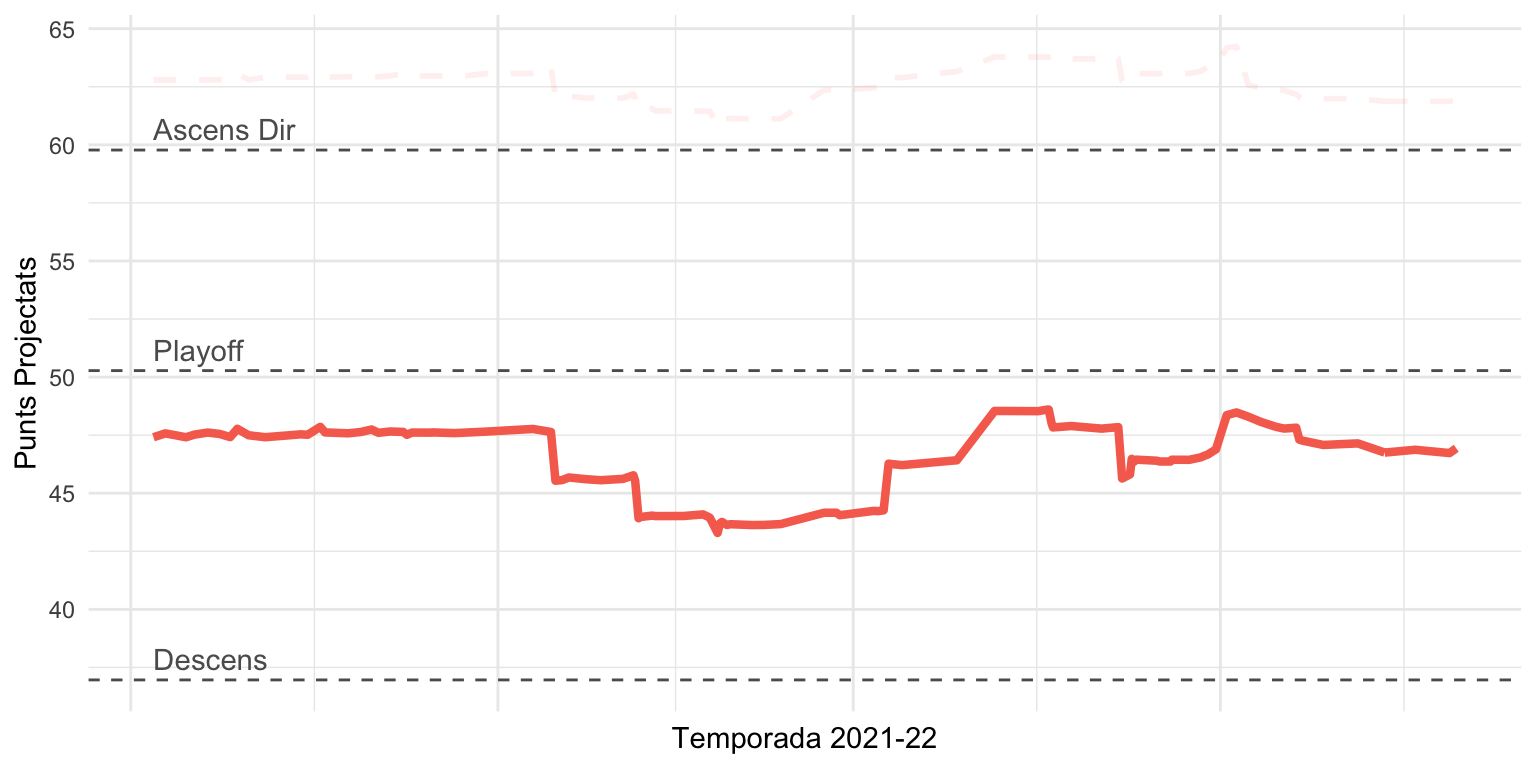 65
Ascens Dir
60
55
Punts Projectats
Playoff
50
45
40
Descens
Temporada 2021-22